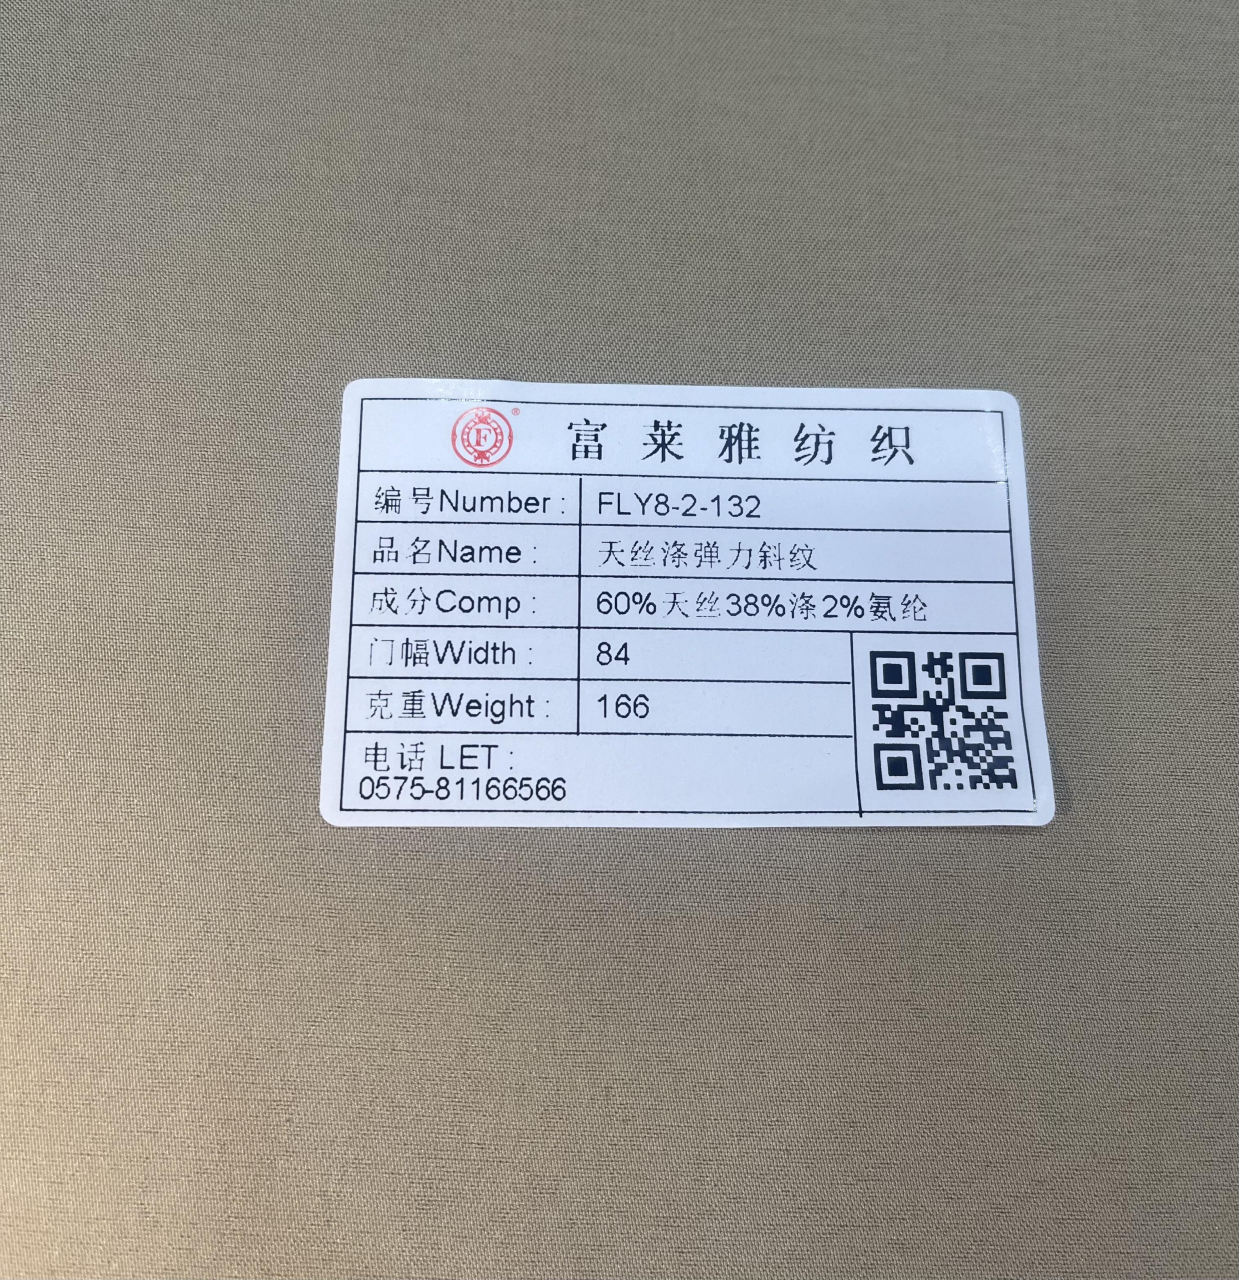 F ®
富莱雅纺织
编号Number: FLY8-2-132
品名Name: 天丝涤弹力斜纹
成分Comp: 60%天丝38%涤2%氨纶
门幅Width: 84
克重Weight: 166
电话 LET:
0575-81166566